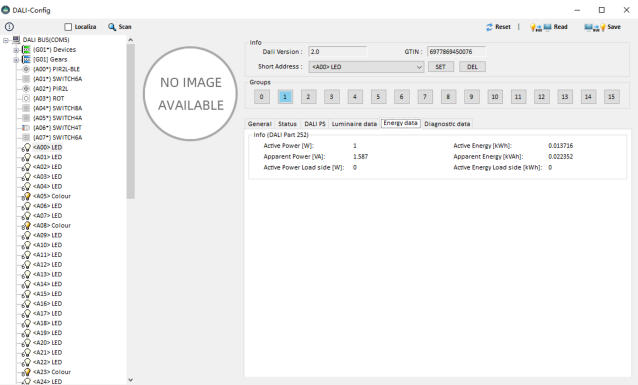 DALI-Config
Localiza
Scan
Reset | Read Save
DALI BUS(COM5)
[G01*) Devices
[G01] Gears
(A00*) PIR2L-BLE
(A01*) SWITCH6A
(A02*) PIR2L
(A03*) ROT
(A04*) SWITCH8A
(A05*) SWITCH4A
(A06*) SWITCH4T
(A07*) SWITCH6A
<A00> LED
<A01> LED
<A02> LED
<A03> LED
<A04> LED
<A05> Colour
<A06> LED
<A07> LED
<A08> Colour
<A09> LED
<A10> LED
<A11> LED
<A12> LED
<A13> LED
<A14> LED
<A15> LED
<A16> LED
<A17> LED
<A18> LED
<A19> LED
<A20> LED
<A21> LED
<A22> LED
<A23> Colour
<A24> LED
NO IMAGE
AVAILABLE
Info
Dali Version : 2.0 GTIN : 6977869450076
Short Address : <A00> LED SET DEL
Groups
0 1 2 3 4 5 6 7 8 9 10 11 12 13 14 15
General Status DALI PS Luminaire data Energy data Diagnostic data
Info (DALI Part 252)
Active Power [W]: 1 Active Energy [kWh]: 0.013716
Apparent Power [VA]: 1.587 Apparent Energy [kVAh]: 0.022352
Active Power Load side [W]: 0 Active Energy Load side [kWh]: 0